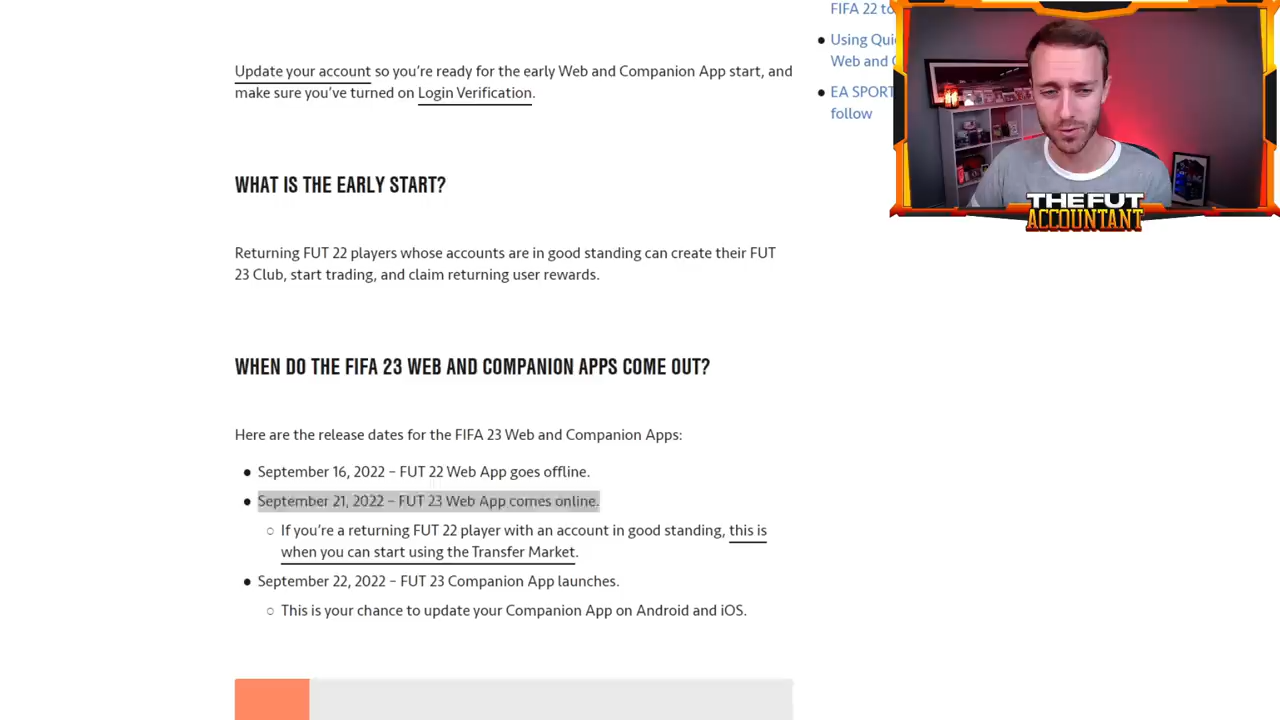 FIFA 22 to
Using Qui
Web and C
EA SPORT
follow
THE FUT
ACCOUNTANT
Update your account so you’re ready for the early Web and Companion App start, and
make sure you’ve turned on Login Verification.
WHAT IS THE EARLY START?
Returning FUT 22 players whose accounts are in good standing can create their FUT
23 Club, start trading, and claim returning user rewards.
WHEN DO THE FIFA 23 WEB AND COMPANION APPS COME OUT?
Here are the release dates for the FIFA 23 Web and Companion Apps:
● September 16, 2022 – FUT 22 Web App goes offline.
● September 21, 2022 – FUT 23 Web App comes online.
○ If you’re a returning FUT 22 player with an account in good standing, this is
when you can start using the Transfer Market.
● September 22, 2022 – FUT 23 Companion App launches.
○ This is your chance to update your Companion App on Android and iOS.